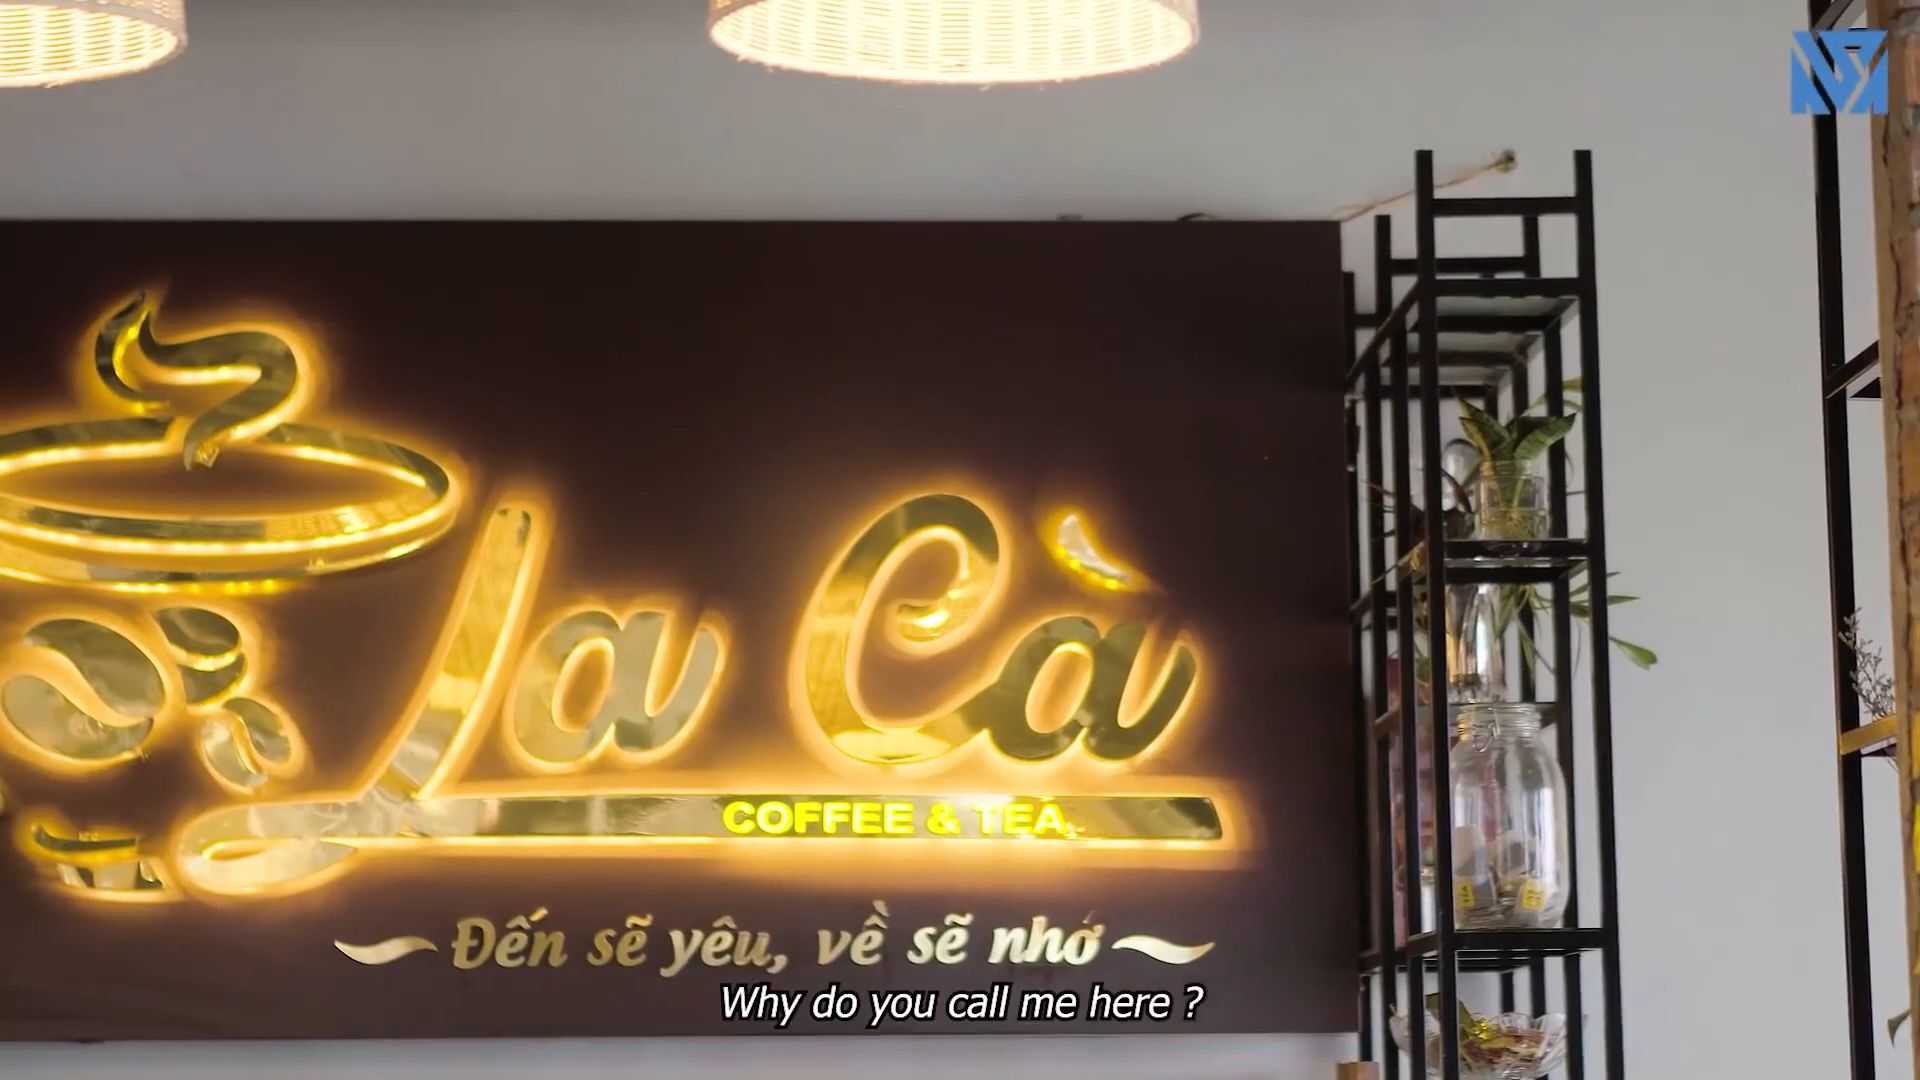 La Cà
COFFEE & TEA
Đến sẽ yêu, về sẽ nhớ
Why do you call me here ?